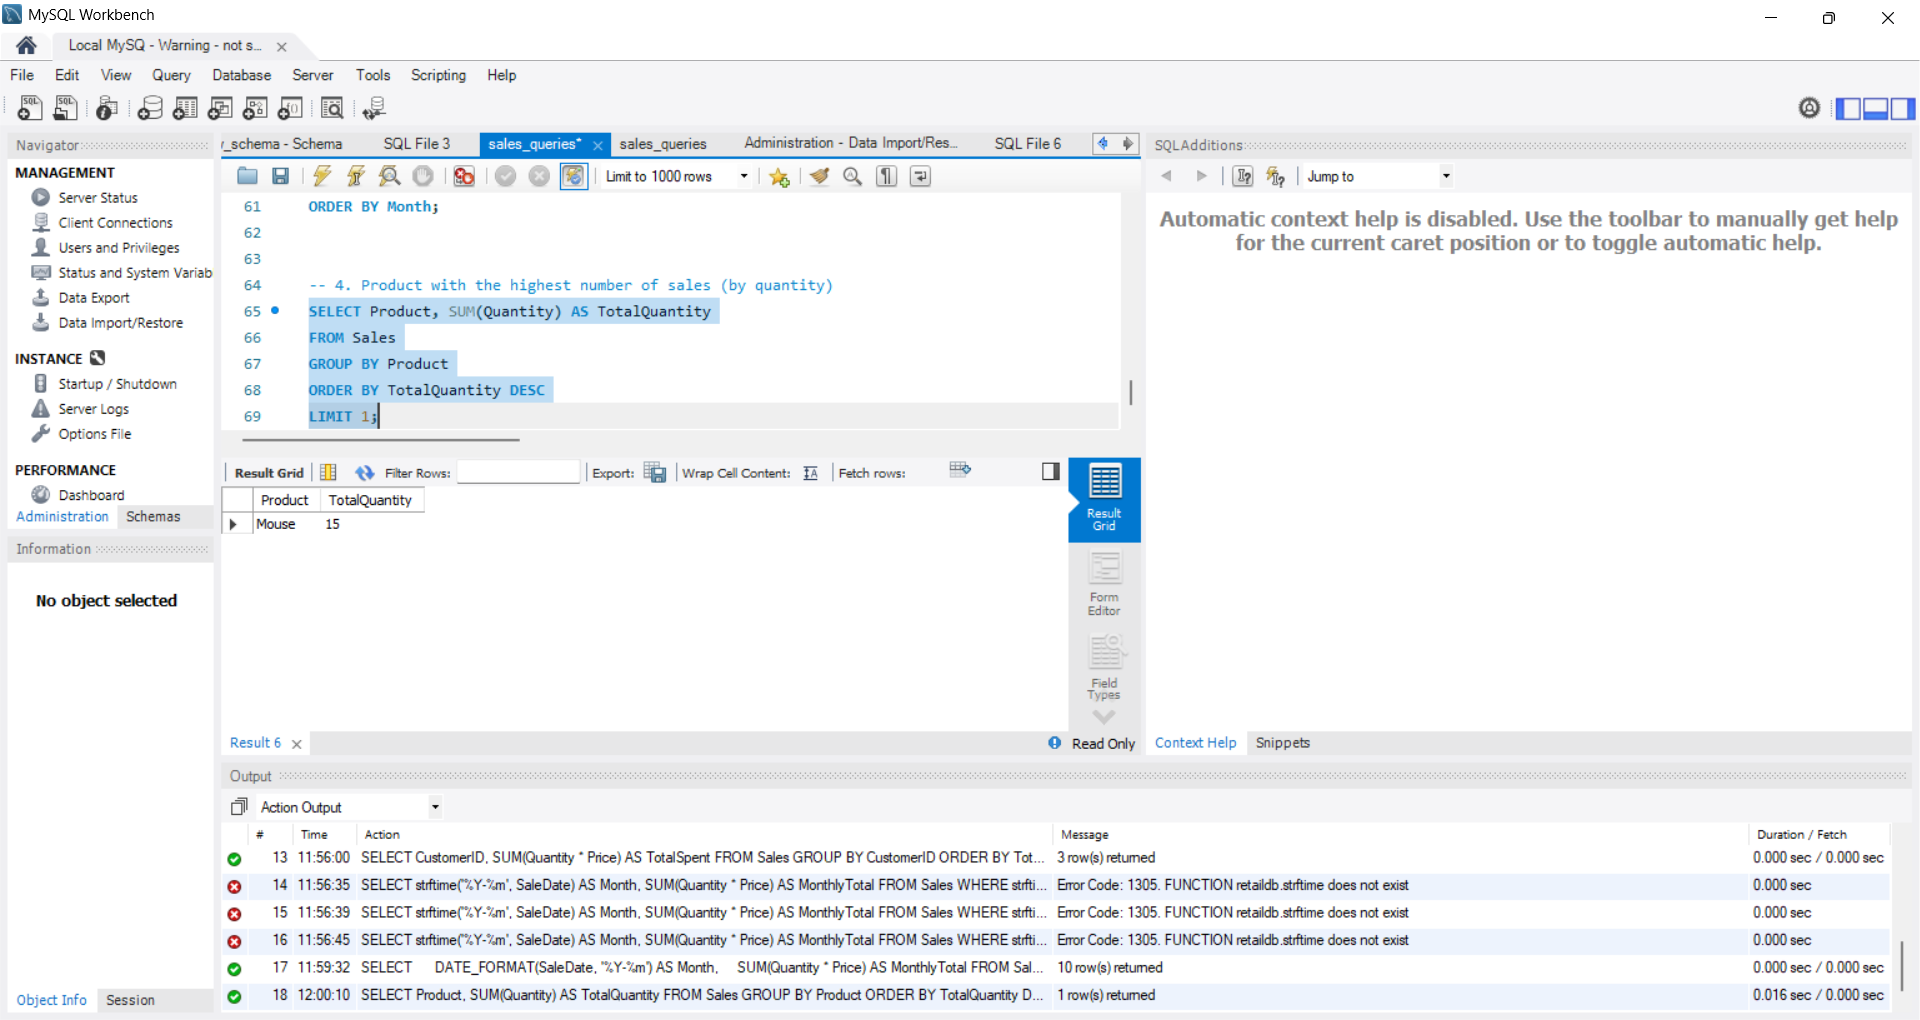 MySQL Workbench
Local MySQ - Warning - not s...
File Edit View Query Database Server Tools Scripting Help
Navigator
MANAGEMENT
Server Status
Client Connections
Users and Privileges
Status and System Variab
Data Export
Data Import/Restore
INSTANCE
Startup / Shutdown
Server Logs
Options File
PERFORMANCE
Dashboard
Administration Schemas
Information
No object selected
Object Info Session
_schema - Schema SQL File 3 sales_queries* sales_queries Administration - Data Import/Res... SQL File 6
Limit to 1000 rows
61 ORDER BY Month;
62
63
64 -- 4. Product with the highest number of sales (by quantity)
65 SELECT Product, SUM(Quantity) AS TotalQuantity
66 FROM Sales
67 GROUP BY Product
68 ORDER BY TotalQuantity DESC
69 LIMIT 1;
Result Grid Filter Rows: Export: Wrap Cell Content: Fetch rows:
Product TotalQuantity
Mouse 15
Result Grid
Form Editor
Field Types
Result 6 Read Only
SQLAdditions
Jump to
Automatic context help is disabled. Use the toolbar to manually get help
for the current caret position or to toggle automatic help.
Context Help Snippets
Output
Action Output
# Time Action Message Duration / Fetch
13 11:56:00 SELECT CustomerID, SUM(Quantity * Price) AS TotalSpent FROM Sales GROUP BY CustomerID ORDER BY Tot... 3 row(s) returned 0.000 sec / 0.000 sec
14 11:56:35 SELECT strftime('%Y-%m', SaleDate) AS Month, SUM(Quantity * Price) AS MonthlyTotal FROM Sales WHERE strfti... Error Code: 1305. FUNCTION retaildb.strftime does not exist 0.000 sec
15 11:56:39 SELECT strftime('%Y-%m', SaleDate) AS Month, SUM(Quantity * Price) AS MonthlyTotal FROM Sales WHERE strfti... Error Code: 1305. FUNCTION retaildb.strftime does not exist 0.000 sec
16 11:56:45 SELECT strftime('%Y-%m', SaleDate) AS Month, SUM(Quantity * Price) AS MonthlyTotal FROM Sales WHERE strfti... Error Code: 1305. FUNCTION retaildb.strftime does not exist 0.000 sec
17 11:59:32 SELECT DATE_FORMAT(SaleDate, '%Y-%m') AS Month, SUM(Quantity * Price) AS MonthlyTotal FROM Sal... 10 row(s) returned 0.000 sec / 0.000 sec
18 12:00:10 SELECT Product, SUM(Quantity) AS TotalQuantity FROM Sales GROUP BY Product ORDER BY TotalQuantity D... 1 row(s) returned 0.016 sec / 0.000 sec